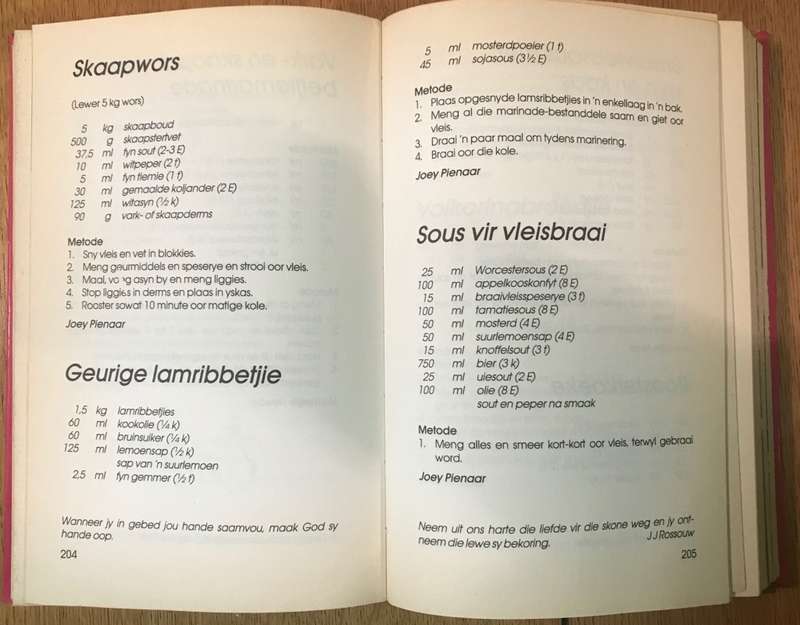 Skaapwors
(Lewer 5 kg wors)
5 kg skaapboud
500 g skaapstertvet
37,5 ml fyn sout (2-3 E)
10 ml witpeper (2 t)
5 ml fyn tiemie (1 t)
30 ml gemaalde koljander (2 E)
125 ml witasyn (½ k)
90 g vark- of skaapderms
Metode
1. Sny vleis en vet in blokkies.
2. Meng geurmiddels en speserye en strooi oor vleis.
3. Maal, asyn by en meng liggies.
4. Stop liggies in derms en plaas in yskas.
5. Rooster sowat 10 minute oor matige kole.
Joey Pienaar
Geurige lamribbetjie
1,5 kg lamribbetjies
60 ml kookolie (¼ k)
60 ml bruinsuiker (¼ k)
125 ml lemoensap (½ k)
sap van 'n suurlemoen
2,5 ml fyn gemmer (½ t)
Wanneer jy in gebed jou hande saamvou, maak God sy
hande oop.
204
5 ml mosterdpoeier (1 t)
45 ml sojasous (3½ E)
Metode
1. Plaas opgesnyde lamsribbetjies in 'n enkellaag in 'n bak.
2. Meng al die marinade-bestanddele saam en giet oor
vleis.
3. Draai 'n paar maal om tydens marinering.
4. Braai oor die kole.
Joey Pienaar
Sous vir vleisbraai
25 ml Worcestersous (2 E)
100 ml appelkooskonfyt (8 E)
15 ml braaivleisspeserye (3 t)
100 ml tamatiesous (8 E)
50 ml mosterd (4 E)
50 ml suurlemoensap (4 E)
15 ml knoffelsout (3 t)
750 ml bier (3 k)
25 ml uiesout (2 E)
100 ml olie (8 E)
sout en peper na smaak
Metode
1. Meng alles en smeer kort-kort oor vleis, terwyl gebraai
word.
Joey Pienaar
Neem uit ons harte die liefde vir die skone weg en jy ont-
neem die lewe sy bekoring.
J J Rossouw
205